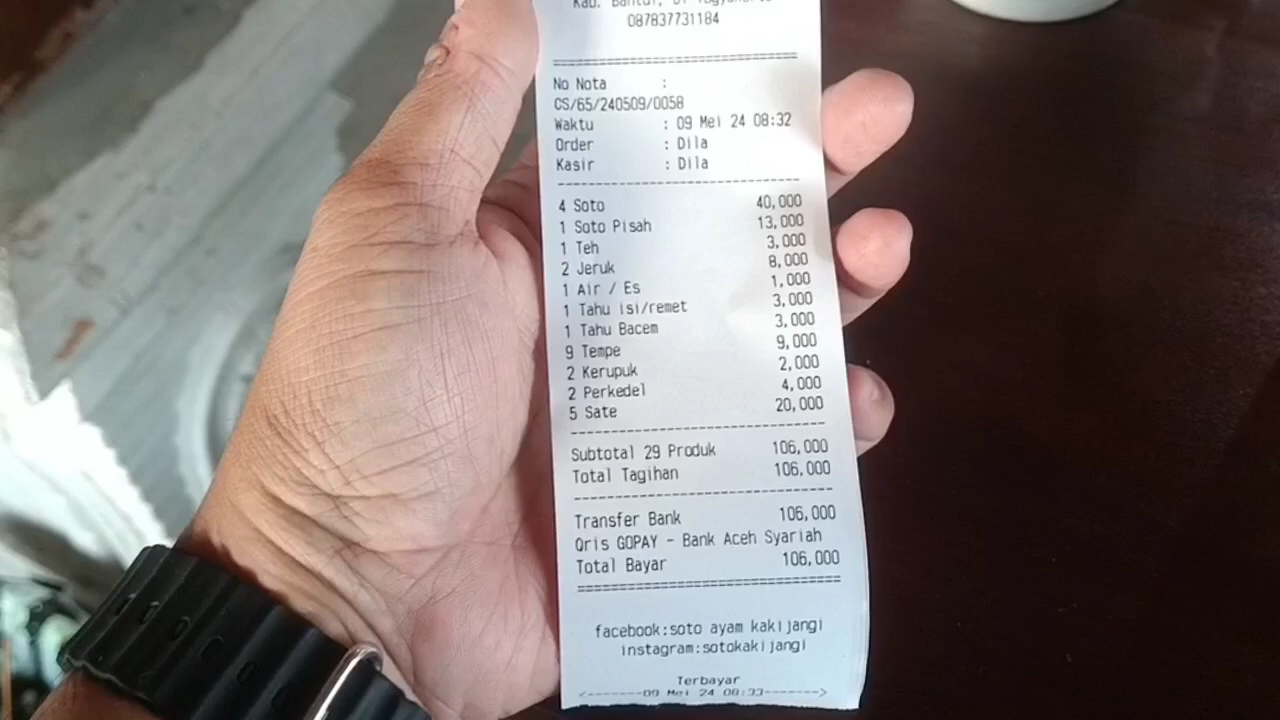 Kab. Bantul, DI Yogyakarta
087837731184
No Nota :
CS/65/240509/0058
Waktu : 09 Mei 24 08:32
Order : Dila
Kasir : Dila
4 Soto 40,000
1 Soto Pisah 13,000
1 Teh 3,000
2 Jeruk 8,000
1 Air / Es 1,000
1 Tahu isi/remet 3,000
1 Tahu Bacem 3,000
9 Tempe 9,000
2 Kerupuk 2,000
2 Perkedel 4,000
5 Sate 20,000
Subtotal 29 Produk 106,000
Total Tagihan 106,000
Transfer Bank 106,000
Qris GOPAY - Bank Aceh Syariah
Total Bayar 106,000
facebook:soto ayam kakijangi
instagram:sotokakijangi
Terbayar
<-------09 Mei 24 08:33------->